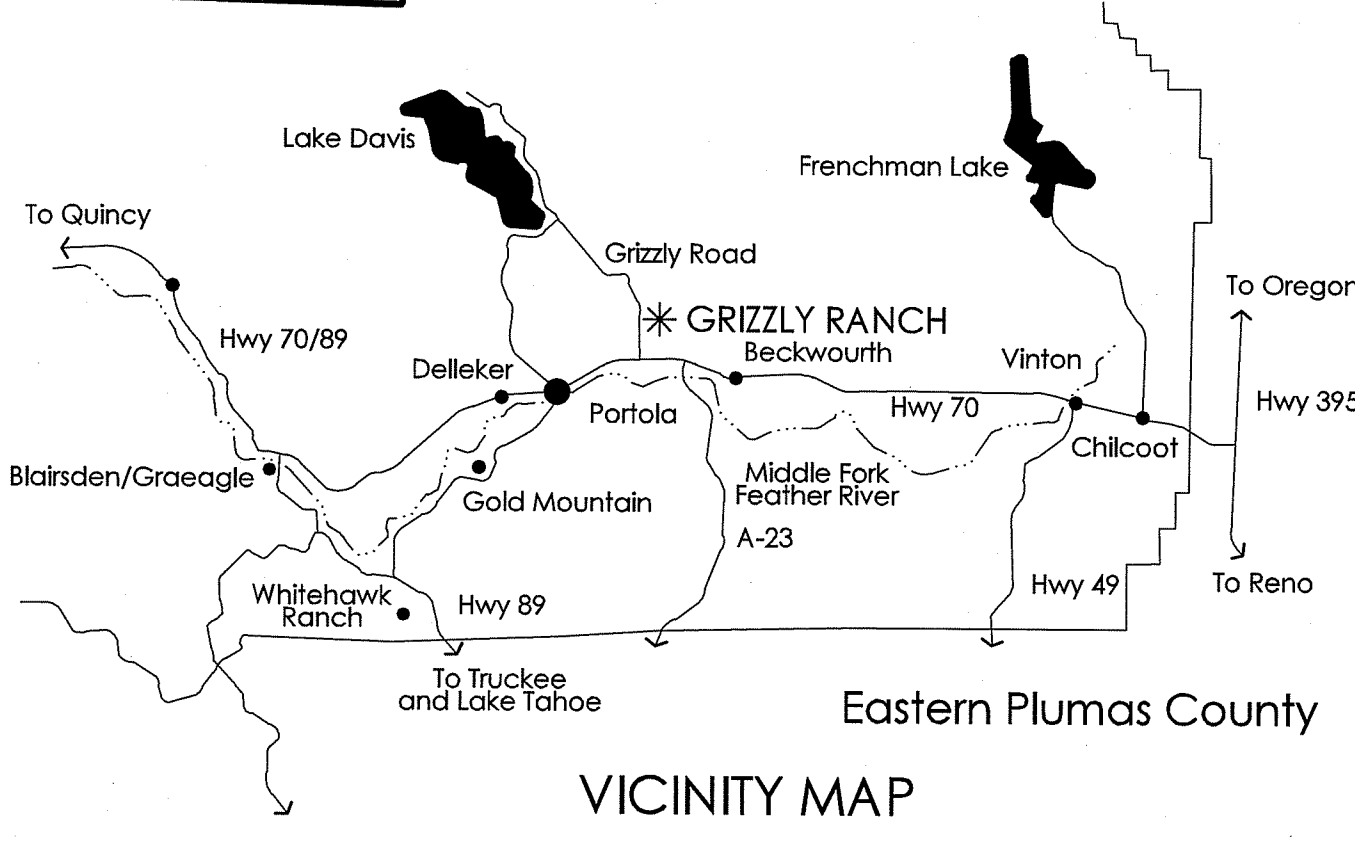 Lake Davis
Frenchman Lake
To Quincy
Grizzly Road
To Oregon
GRIZZLY RANCH
Hwy 70/89
Beckwourth
Vinton
Delleker
Hwy 395
Hwy 70
Portola
Chilcoot
Blairsden/Graeagle
Middle Fork
Feather River
Gold Mountain
A-23
To Reno
Hwy 49
Whitehawk
Ranch
Hwy 89
To Truckee
and Lake Tahoe
Eastern Plumas County
VICINITY MAP